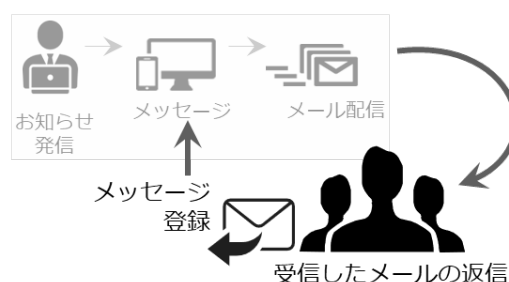 お知らせ
発信
メッセージ
メール配信
メッセージ
登録
受信したメールの返信